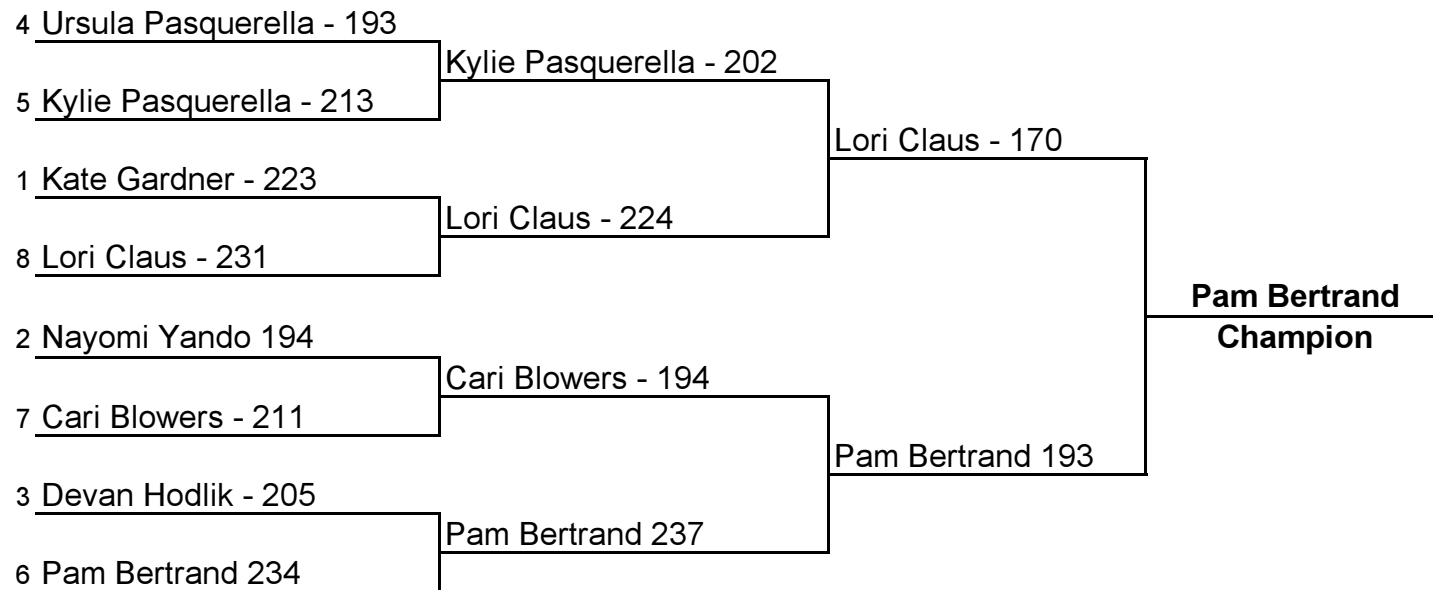 4 Ursula Pasquerella - 193
Kylie Pasquerella - 202
5 Kylie Pasquerella - 213
Lori Claus - 170
1 Kate Gardner - 223
Lori Claus - 224
8 Lori Claus - 231
Pam Bertrand
Champion
2 Nayomi Yando 194
Cari Blowers - 194
7 Cari Blowers - 211
Pam Bertrand 193
3 Devan Hodlik - 205
Pam Bertrand 237
6 Pam Bertrand 234